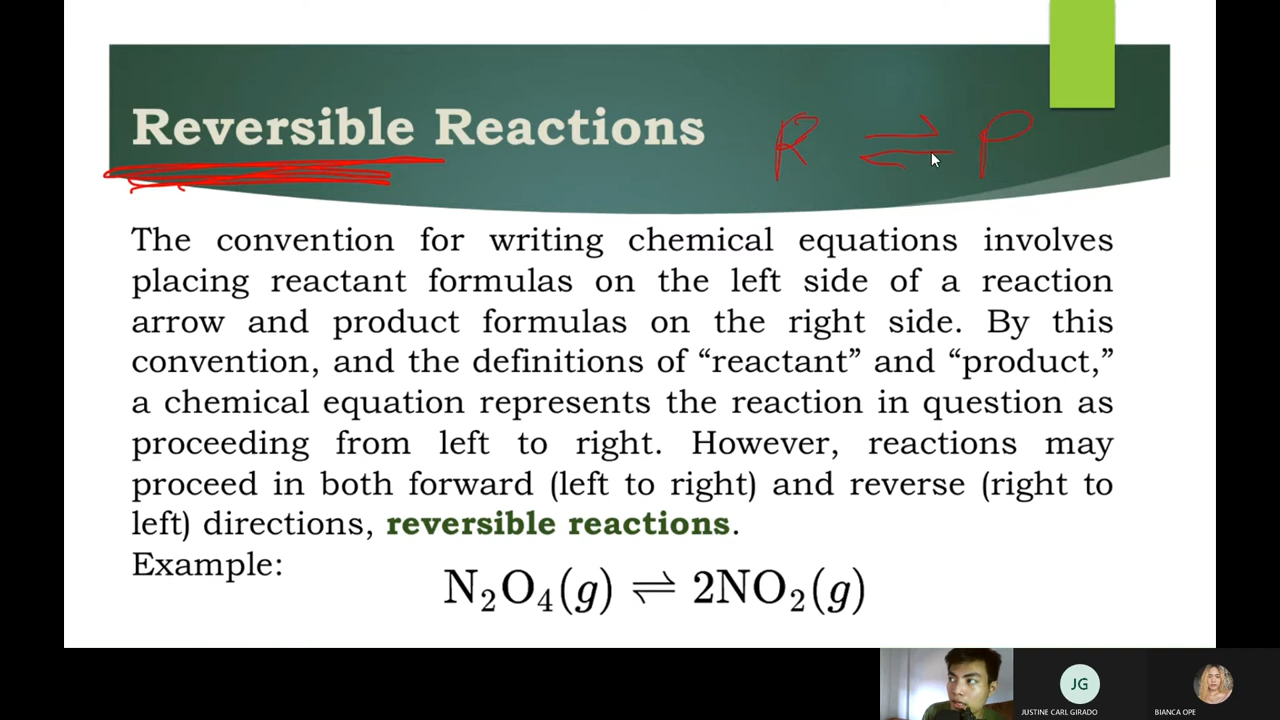 Reversible Reactions
R ⇌ P
The convention for writing chemical equations involves
placing reactant formulas on the left side of a reaction
arrow and product formulas on the right side. By this
convention, and the definitions of “reactant” and “product,”
a chemical equation represents the reaction in question as
proceeding from left to right. However, reactions may
proceed in both forward (left to right) and reverse (right to
left) directions, reversible reactions.
Example:
N₂O₄(g) ⇌ 2NO₂(g)
JG
JUSTINE CARL GIRADO
BIANCA OPE